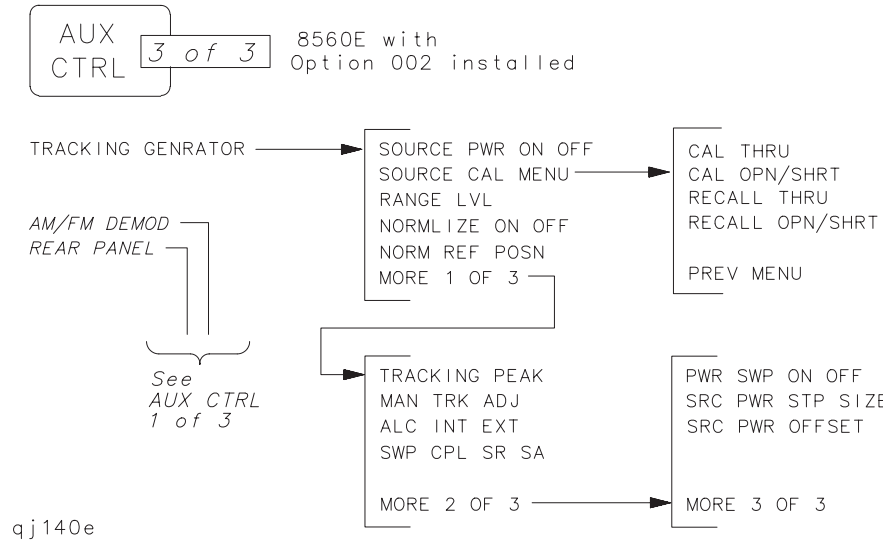 AUX
CTRL
3 of 3
8560E with
Option 002 installed
TRACKING GENRATOR
SOURCE PWR ON OFF
SOURCE CAL MENU
RANGE LVL
NORMLIZE ON OFF
NORM REF POSN
MORE 1 OF 3
CAL THRU
CAL OPN/SHRT
RECALL THRU
RECALL OPN/SHRT
PREV MENU
AM/FM DEMOD
REAR PANEL
See
AUX CTRL
1 of 3
TRACKING PEAK
MAN TRK ADJ
ALC INT EXT
SWP CPL SR SA
MORE 2 OF 3
PWR SWP ON OFF
SRC PWR STP SIZE
SRC PWR OFFSET
MORE 3 OF 3
qj140e